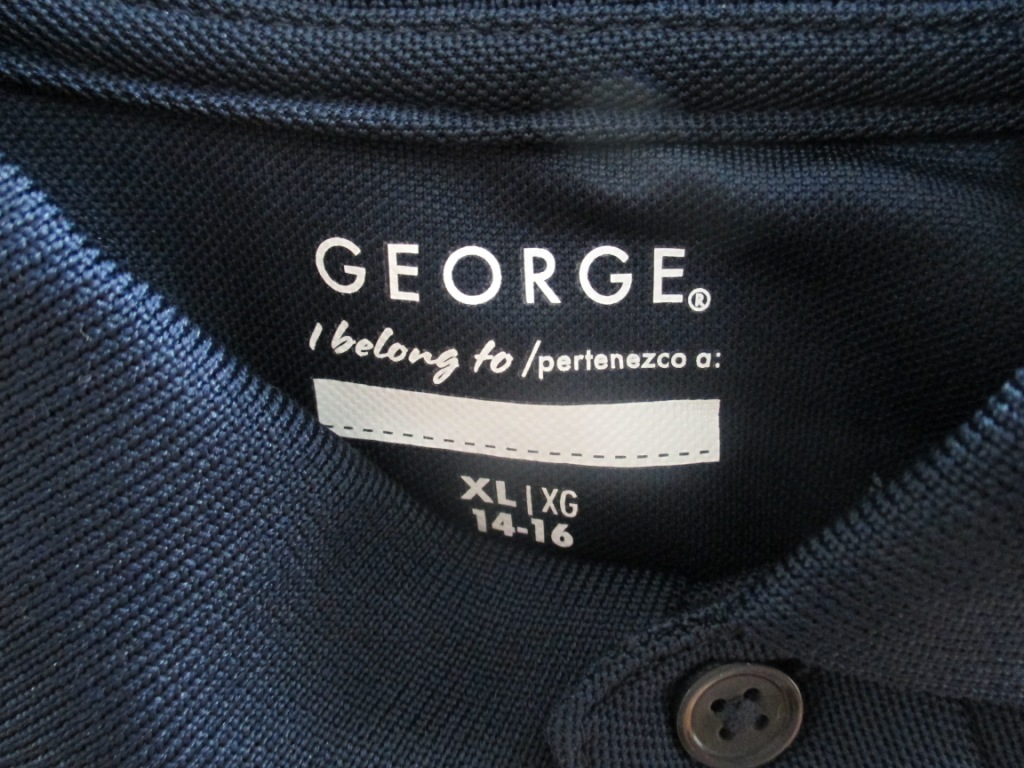 GEORGE®
I belong to /pertenezco a:
XL | XG
14-16